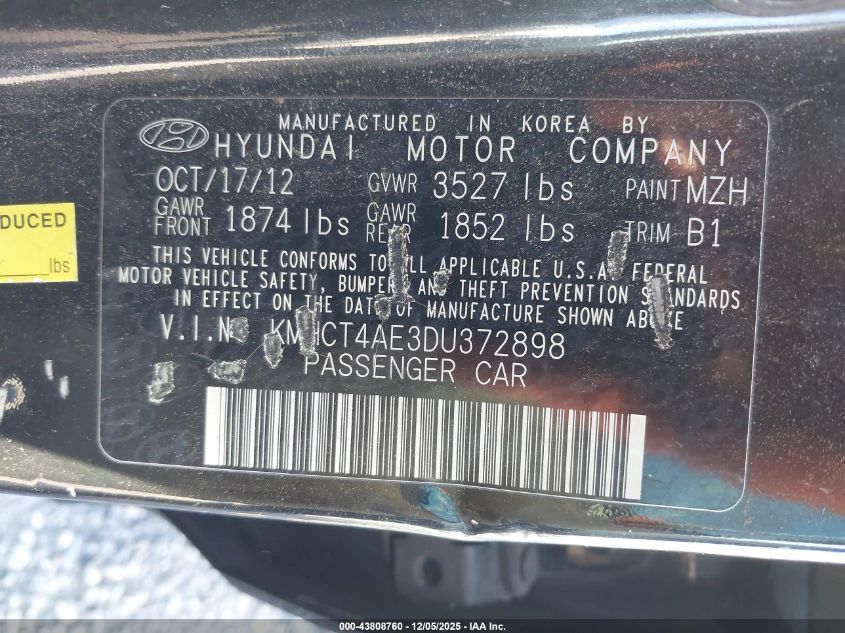 MANUFACTURED IN KOREA BY
HYUNDAI MOTOR COMPANY
OCT/17/12 GVWR 3527 lbs PAINT MZH
GAWR FRONT 1874 lbs GAWR REAR 1852 lbs TRIM B1
DUCED
lbs
THIS VEHICLE CONFORMS TO ALL APPLICABLE U.S.A. FEDERAL
MOTOR VEHICLE SAFETY, BUMPER, AND THEFT PREVENTION STANDARDS
IN EFFECT ON THE DATE OF MANUFACTURE SHOWN ABOVE
V.I.N KMHCT4AE3DU372898
PASSENGER CAR
000-43808760 - 12/05/2025 - IAA Inc.